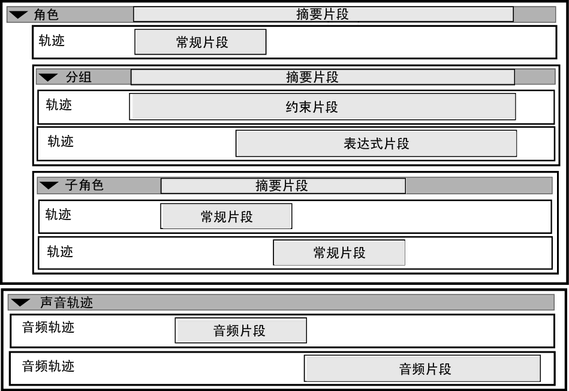 角色 摘要片段
轨迹 常规片段
分组 摘要片段
轨迹 约束片段
轨迹 表达式片段
子角色 摘要片段
轨迹 常规片段
轨迹 常规片段
声音轨迹
音频轨迹 音频片段
音频轨迹 音频片段